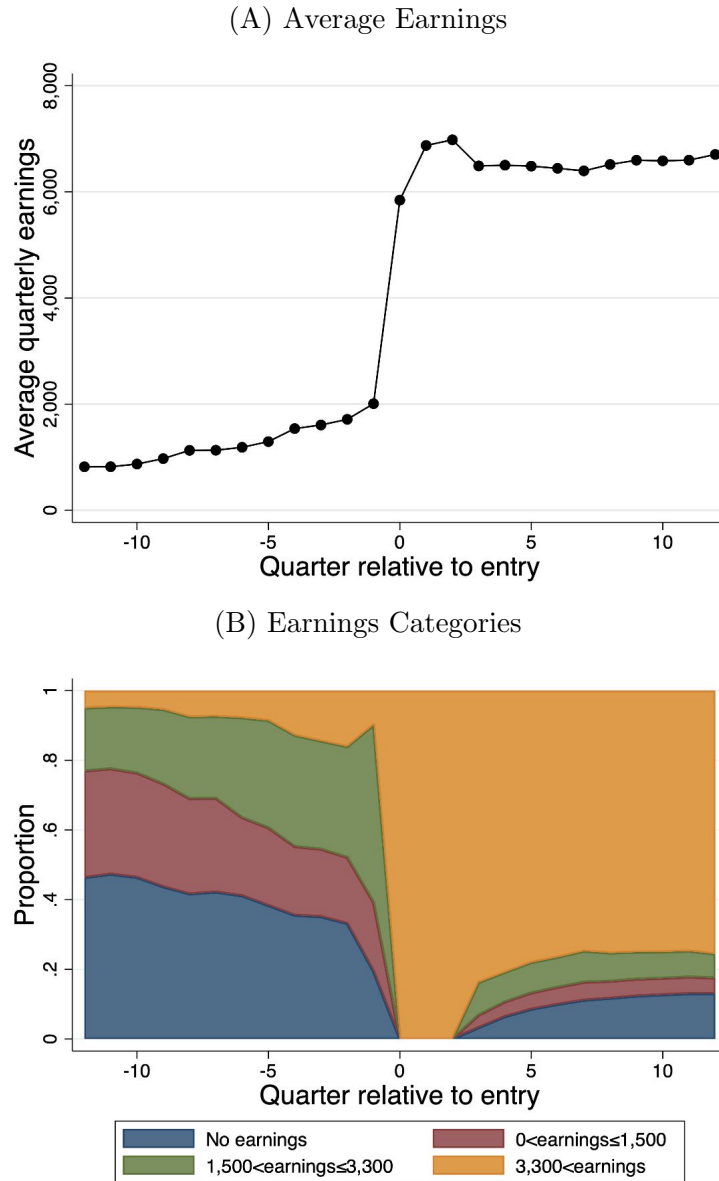 (A) Average Earnings
8,000
6,000
4,000
2,000
0
Average quarterly earnings
-10 -5 0 5 10
Quarter relative to entry
(B) Earnings Categories
1
.8
.6
.4
.2
0
Proportion
-10 -5 0 5 10
Quarter relative to entry
No earnings 0<earnings≤1,500
1,500<earnings≤3,300 3,300<earnings